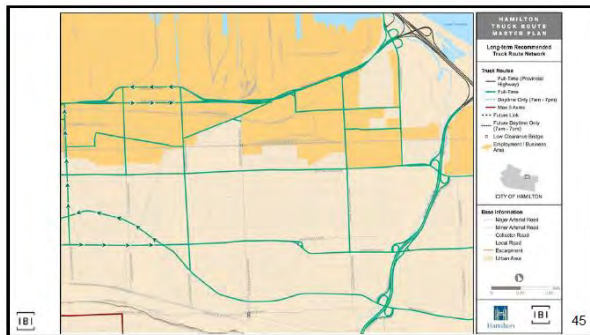 HAMILTON
TRUCK ROUTE
MASTER PLAN
Long-term Recommended
Truck Route Network
Truck Routes
Full-Time (Provincial
Highway)
Full-Time
Daytime Only (7am - 7pm)
Max 5 Axles
Future Link
Future Daytime Only
(7am - 7pm)
Low Clearance Bridge
Employment / Business
Area
CITY OF HAMILTON
Base Information
Major Arterial Road
Minor Arterial Road
Collector Road
Local Road
Escarpment
Urban Area
Hamilton
IBI
IBI
45